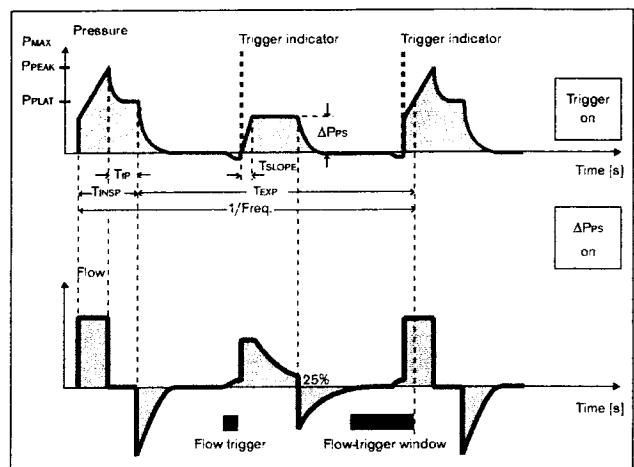 Pressure
Trigger indicator
Trigger indicator
PMAX
PPEAK
PPLAT
ΔPPS
Trigger
on
TIP
TSLOPE
Time [s]
TINSP
TEXP
1/Freq.
ΔPPS
on
Flow
25%
Time [s]
Flow trigger
Flow-trigger window